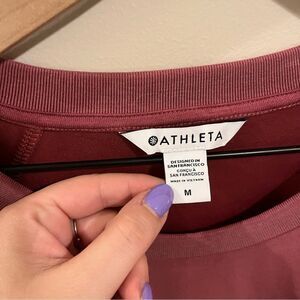 ATHLETA
DESIGNED IN
SAN FRANCISCO
CONÇU À
SAN FRANCISCO
MADE IN VIETNAM
M